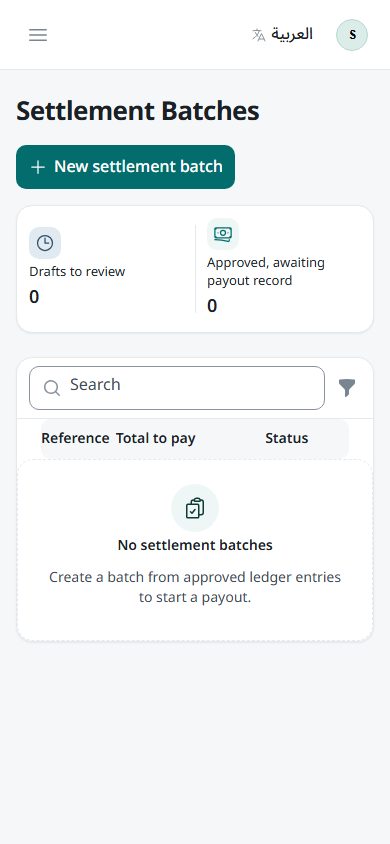 العربية
S
Settlement Batches
New settlement batch
Drafts to review
0
Approved, awaiting
payout record
0
Search
Reference Total to pay Status
No settlement batches
Create a batch from approved ledger entries
to start a payout.